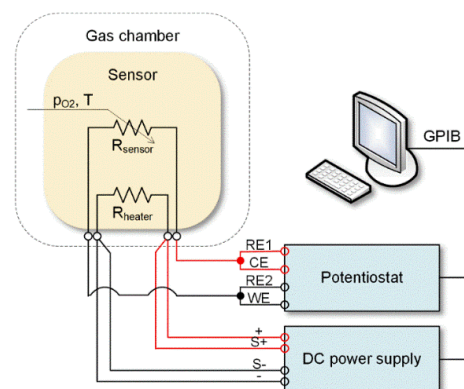 Gas chamber
Sensor
pO2, T
Rsensor
Rheater
GPIB
RE1
CE
RE2
WE
Potentiostat
+
S+
S-
-
DC power supply